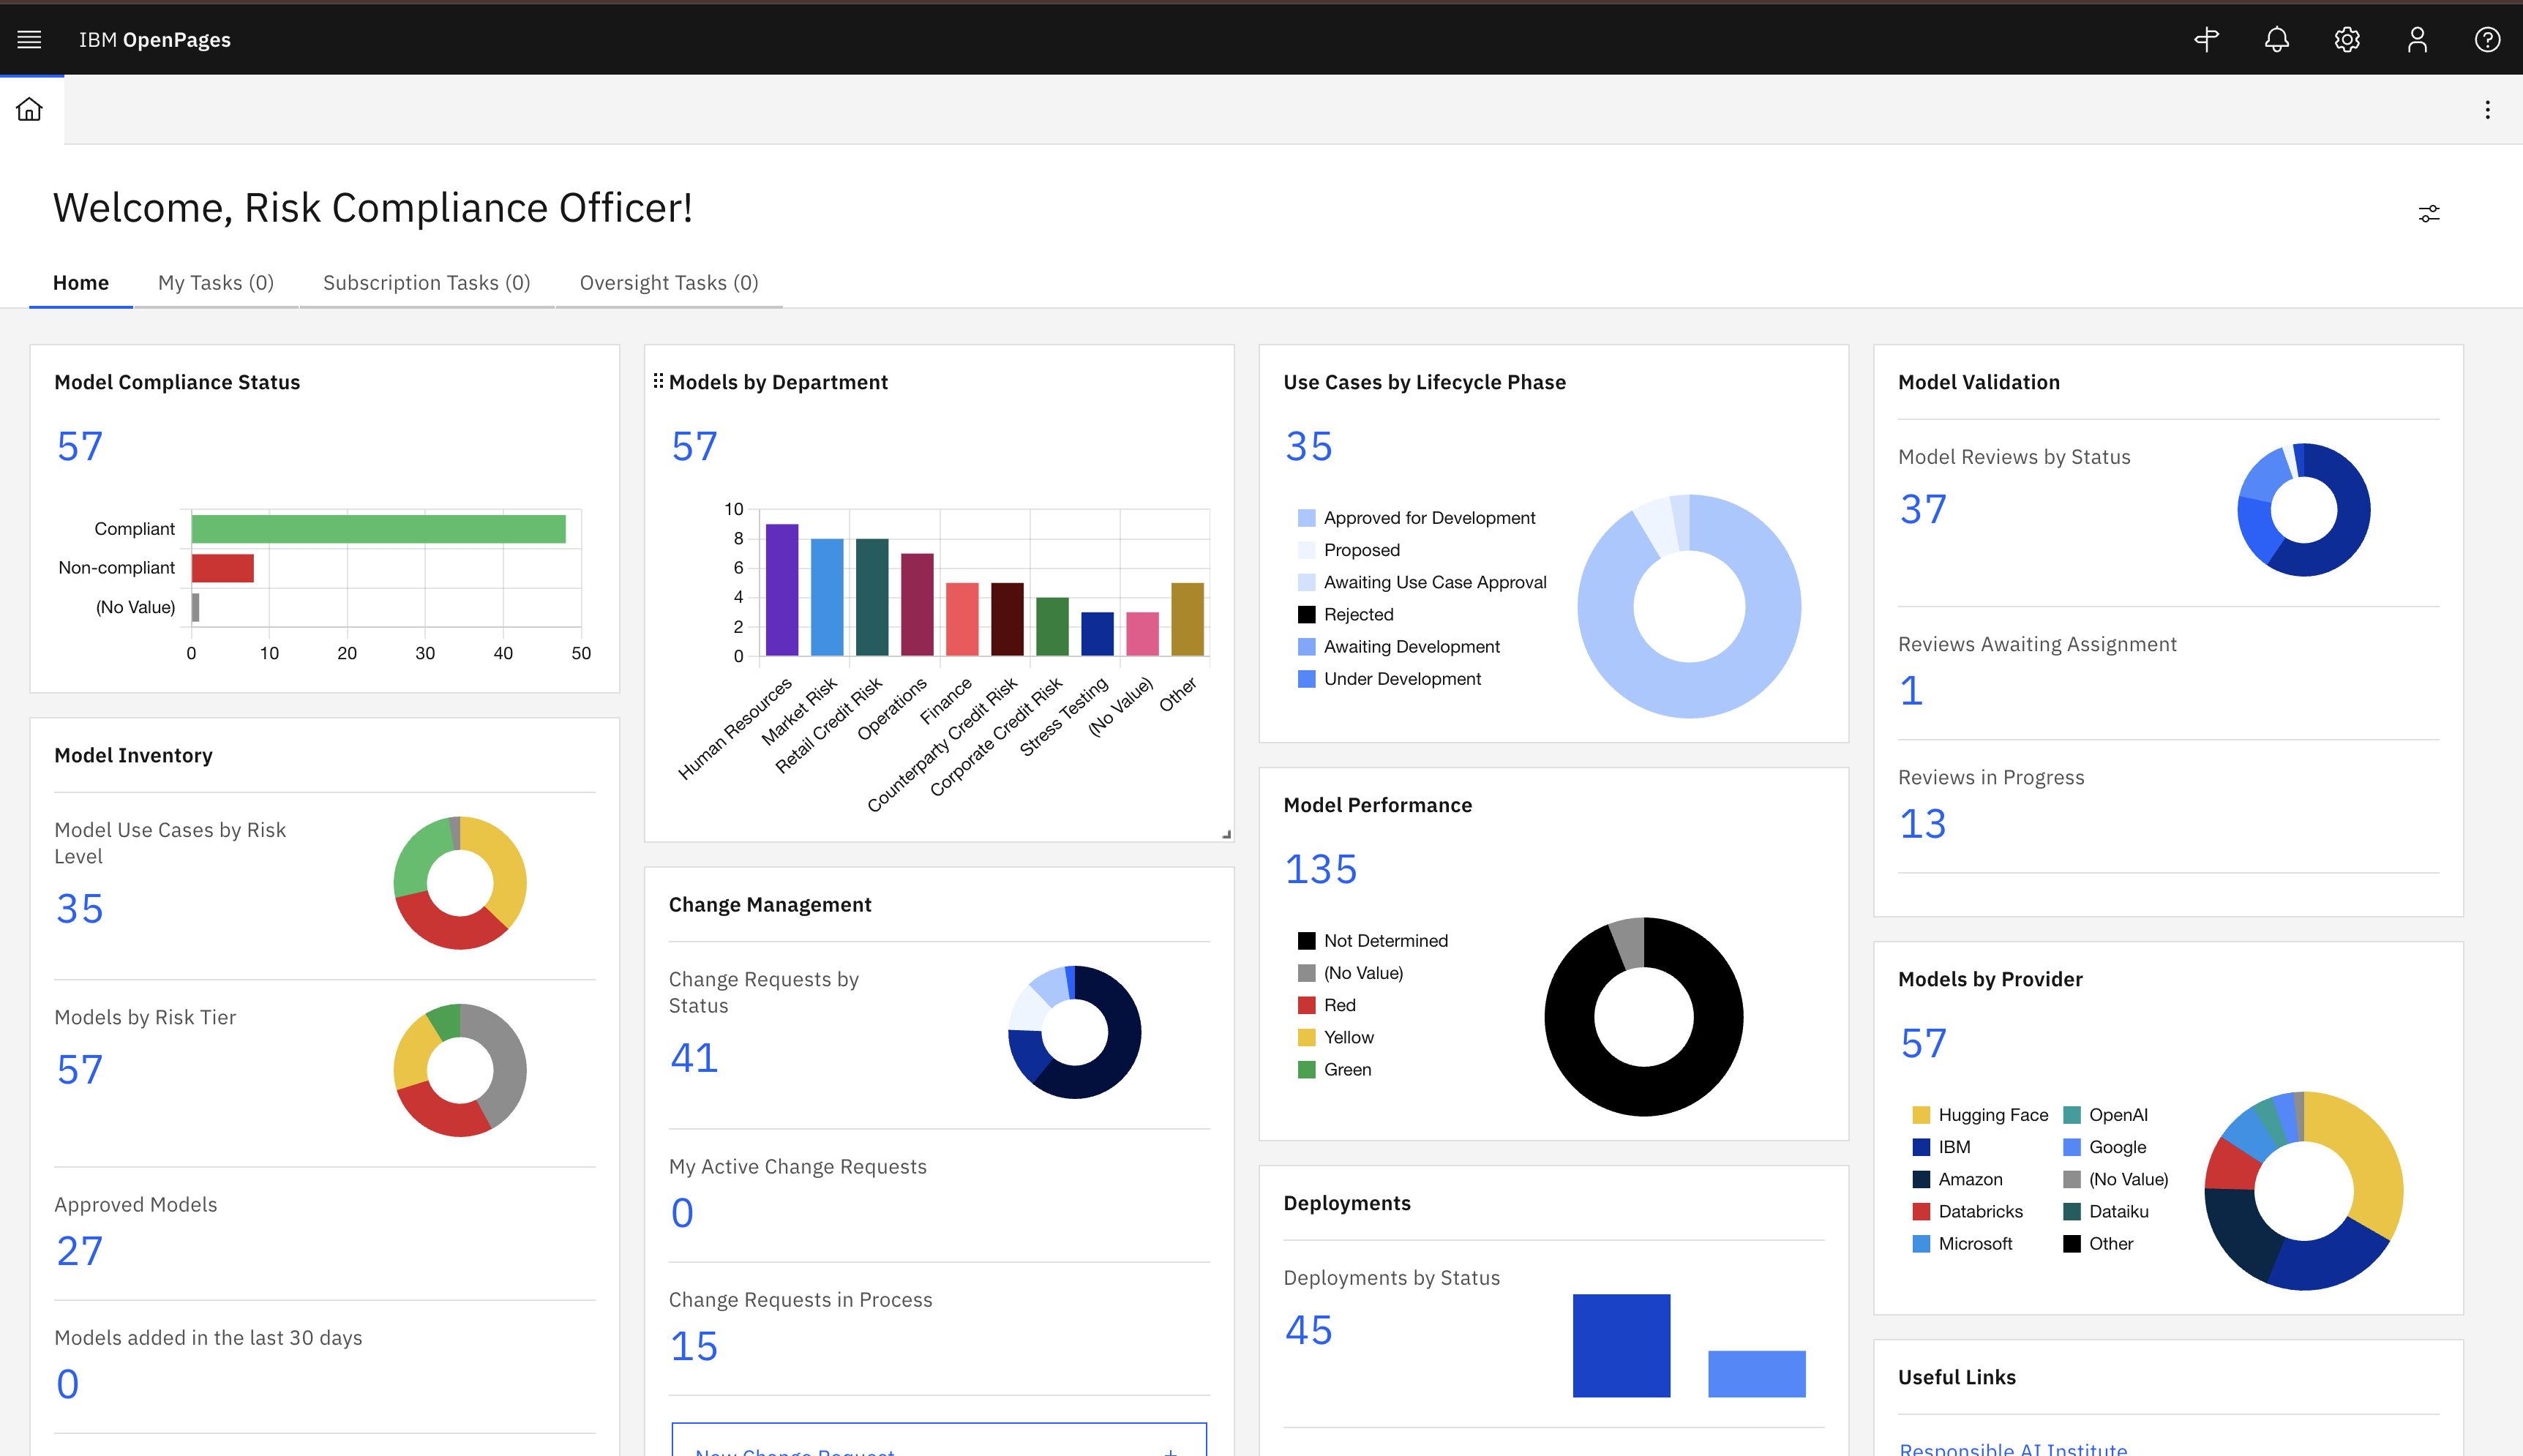 IBM OpenPages
Welcome, Risk Compliance Officer!
Home
My Tasks (0)
Subscription Tasks (0)
Oversight Tasks (0)
Model Compliance Status
57
Compliant
Non-compliant
(No Value)
0 10 20 30 40 50
Model Inventory
Model Use Cases by Risk
Level
35
Models by Risk Tier
57
Approved Models
27
Models added in the last 30 days
0
Models by Department
57
10
8
6
4
2
0
Human Resources
Market Risk
Retail Credit Risk
Operations
Finance
Counterparty Credit Risk
Corporate Credit Risk
Stress Testing
(No Value)
Other
Change Management
Change Requests by
Status
41
My Active Change Requests
0
Change Requests in Process
15
New Change Request +
Use Cases by Lifecycle Phase
35
Approved for Development
Proposed
Awaiting Use Case Approval
Rejected
Awaiting Development
Under Development
Model Performance
135
Not Determined
(No Value)
Red
Yellow
Green
Deployments
Deployments by Status
45
Model Validation
Model Reviews by Status
37
Reviews Awaiting Assignment
1
Reviews in Progress
13
Models by Provider
57
Hugging Face
IBM
Amazon
Databricks
Microsoft
OpenAI
Google
(No Value)
Dataiku
Other
Useful Links
Responsible AI Institute